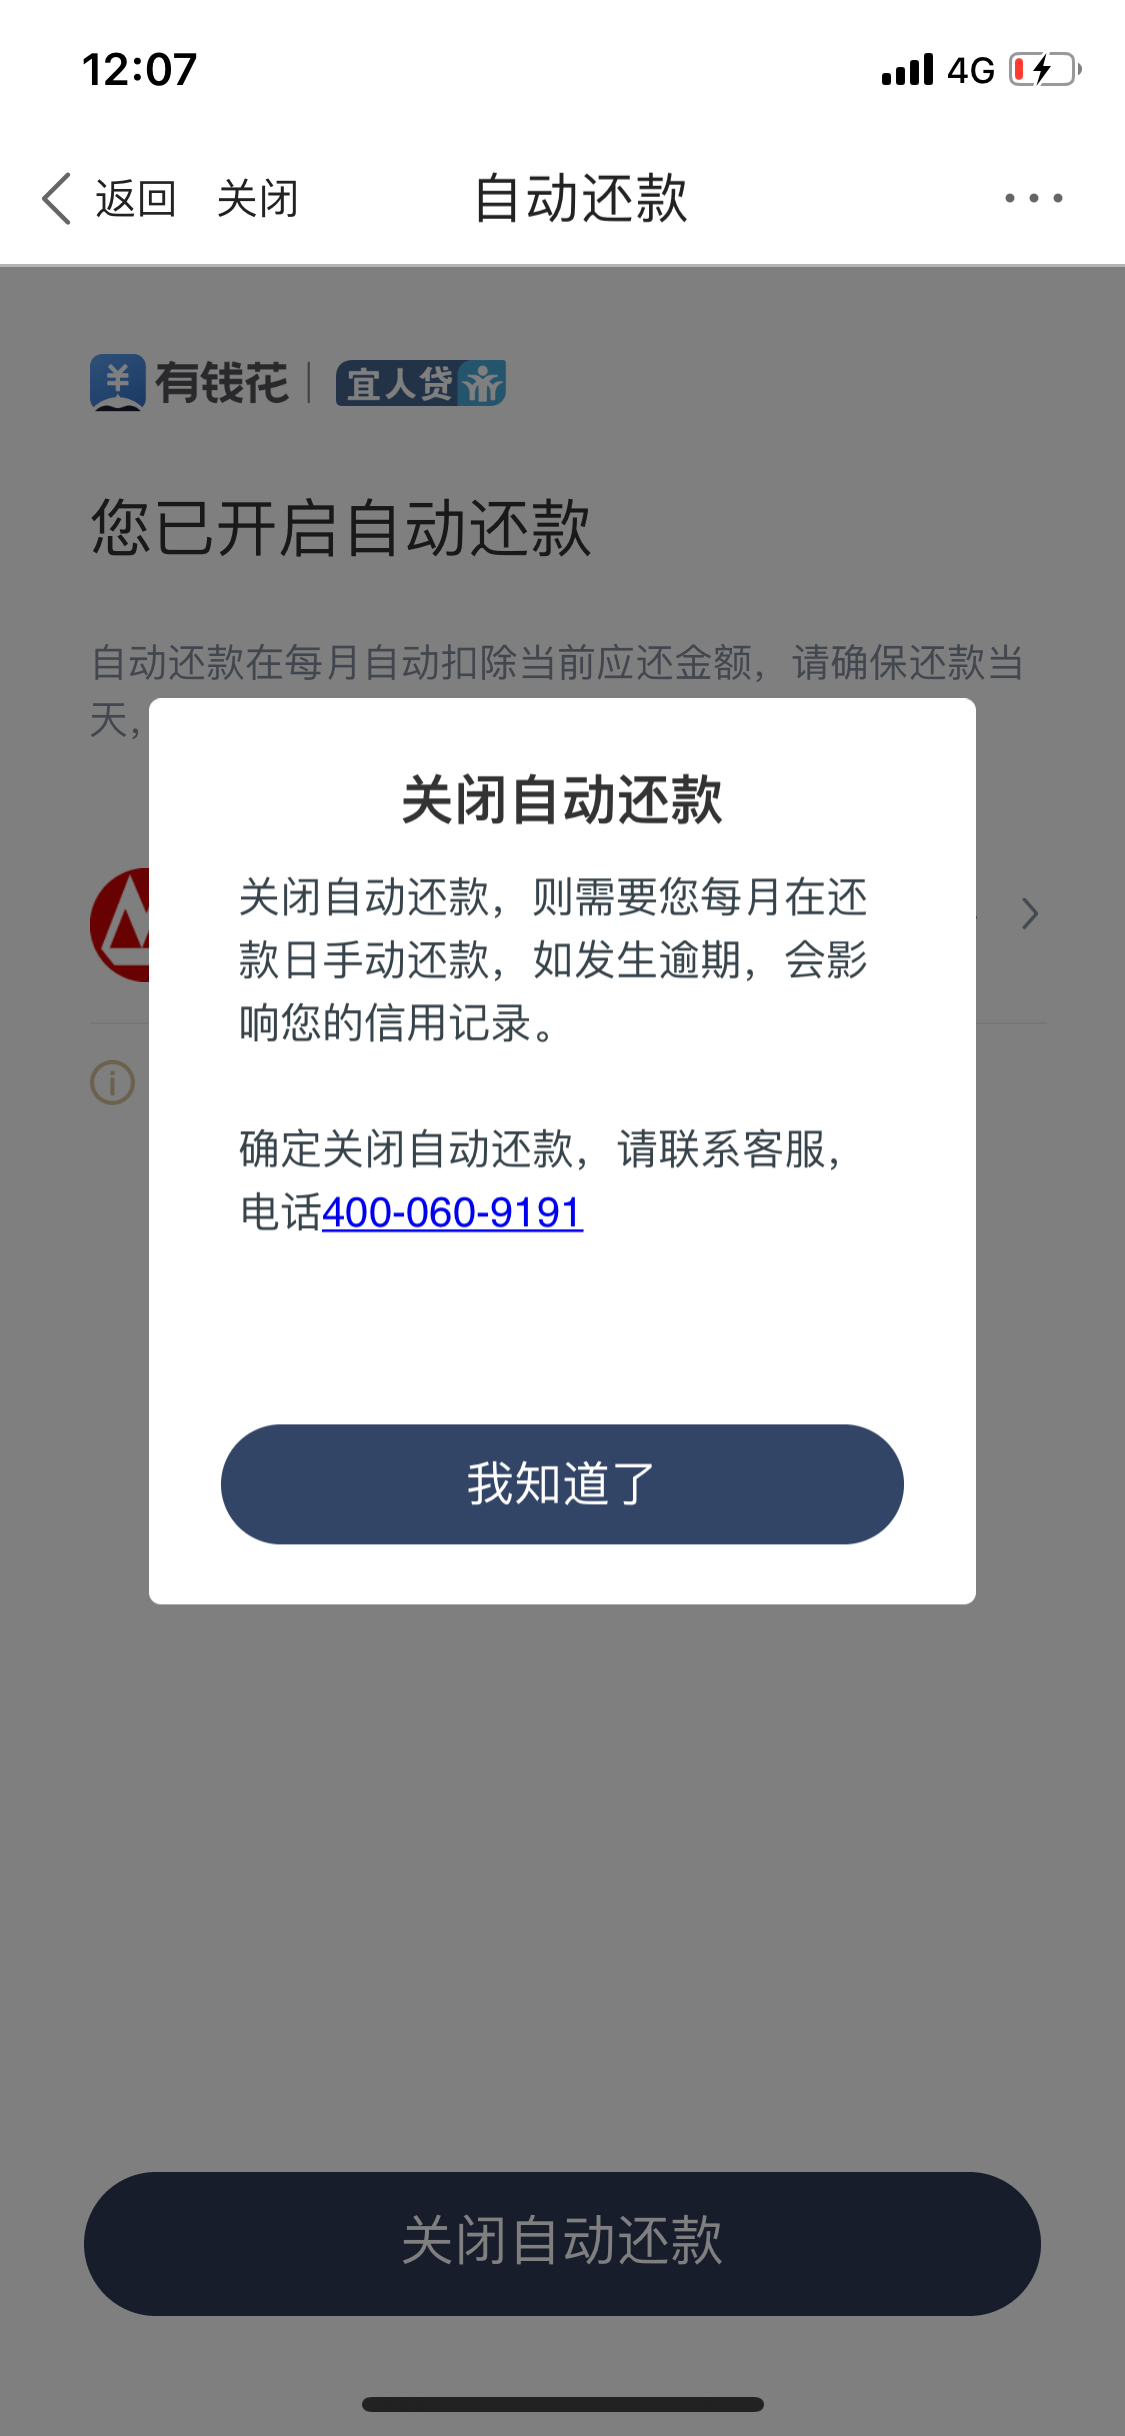 12:07
4G
返回 关闭 自动还款
有钱花 宜人贷
您已开启自动还款
自动还款在每月自动扣除当前应还金额，请确保还款当
天，
关闭自动还款
关闭自动还款，则需要您每月在还
款日手动还款，如发生逾期，会影
响您的信用记录。
确定关闭自动还款，请联系客服，
电话400-060-9191
我知道了
关闭自动还款